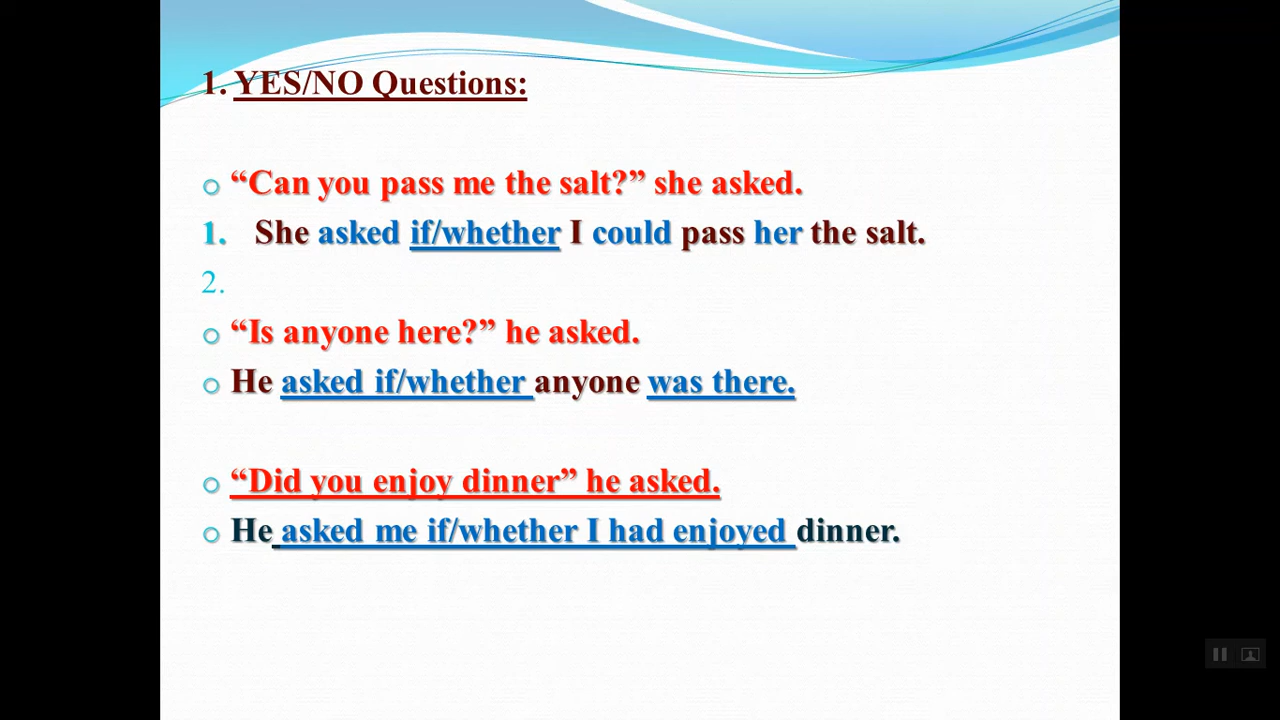 1. YES/NO Questions:
o “Can you pass me the salt?” she asked.
1. She asked if/whether I could pass her the salt.
2.
o “Is anyone here?” he asked.
o He asked if/whether anyone was there.
o “Did you enjoy dinner” he asked.
o He asked me if/whether I had enjoyed dinner.